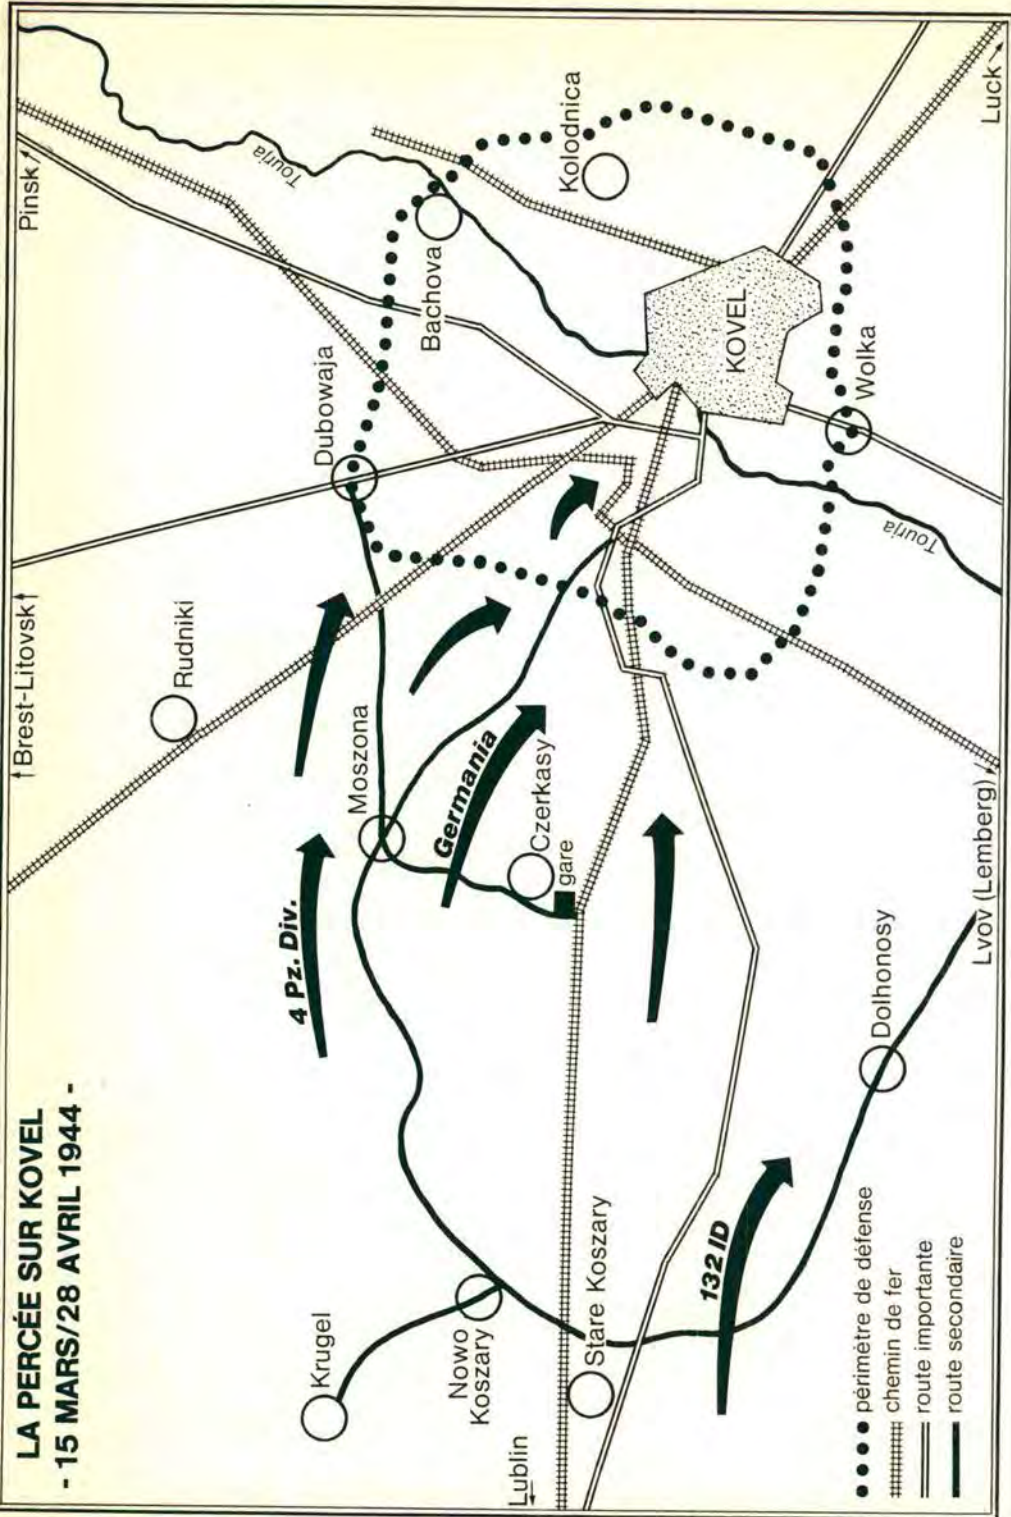 LA PERCÉE SUR KOVEL
- 15 MARS/28 AVRIL 1944 -
↑Brest-Litovsk↑
Pinsk
Rudniki
Tourja
Krugel
4 Pz. Div.
Moszona
Dubowaja
Bachova
Kolodnica
Nowo
Koszary
Germania
Czerkasy
gare
Lublin
Stare Koszary
KOVEL
132 ID
Wolka
Tourja
Dolhonosy
Lvov (Lemberg)
Luck
périmètre de défense
chemin de fer
route importante
route secondaire